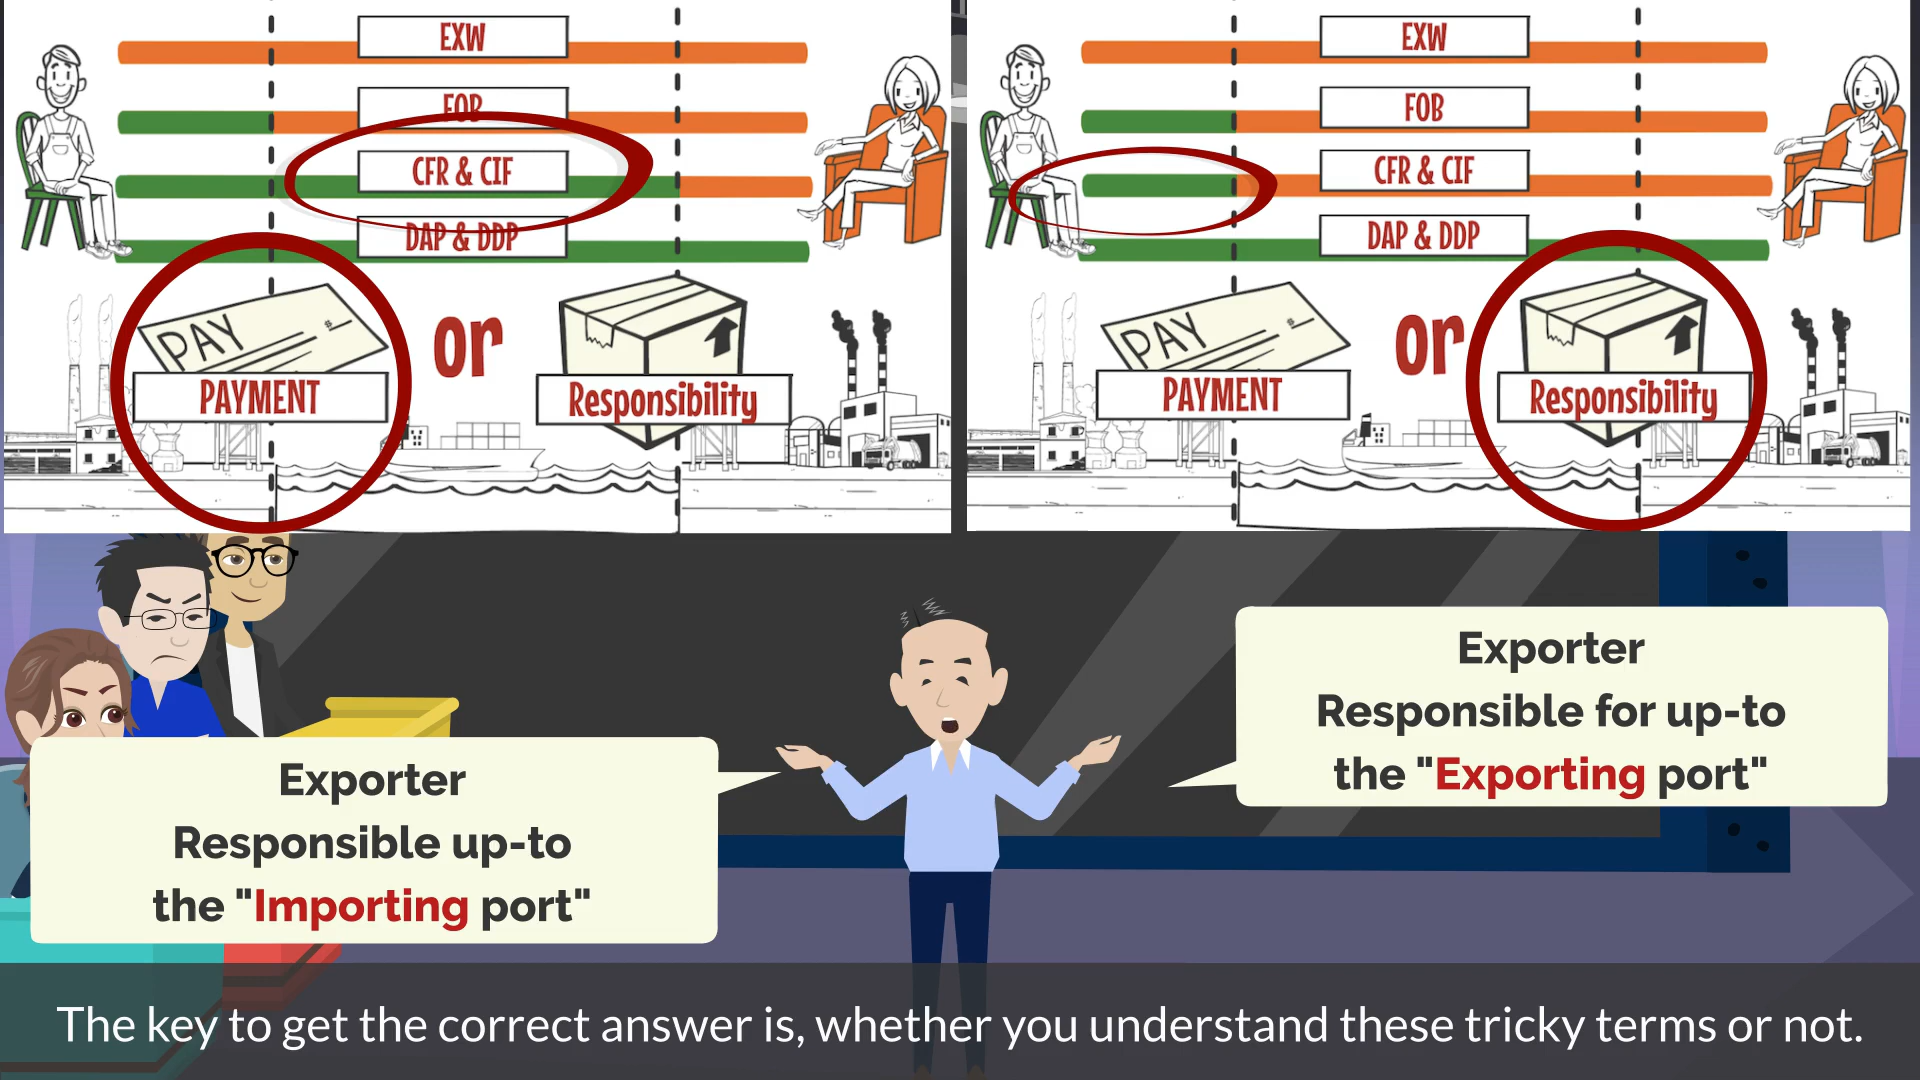 EXW
FOB
CFR & CIF
DAP & DDP
PAY
#
PAYMENT
or
Responsibility
EXW
FOB
CFR & CIF
DAP & DDP
PAY
#
PAYMENT
or
Responsibility
Exporter
Responsible up-to
the "Importing port"
Exporter
Responsible for up-to
the "Exporting port"
The key to get the correct answer is, whether you understand these tricky terms or not.